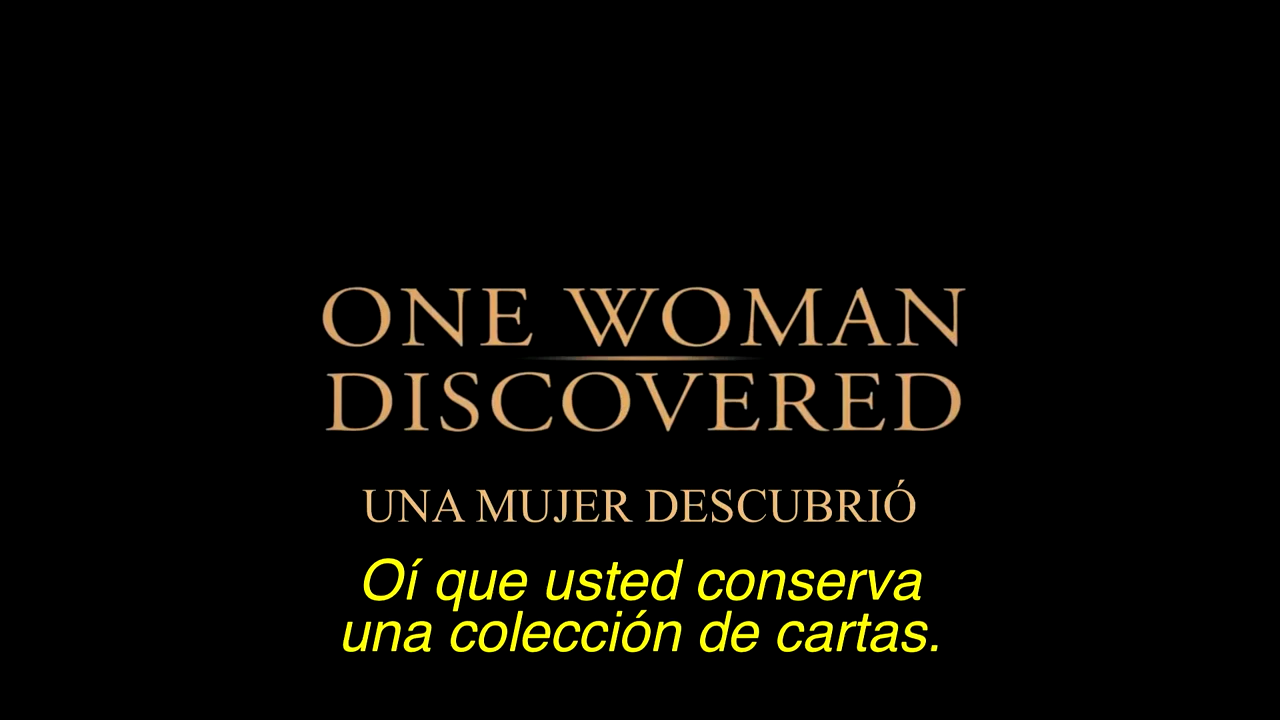 ONE WOMAN
DISCOVERED
UNA MUJER DESCUBRIÓ
Oí que usted conserva
una colección de cartas.